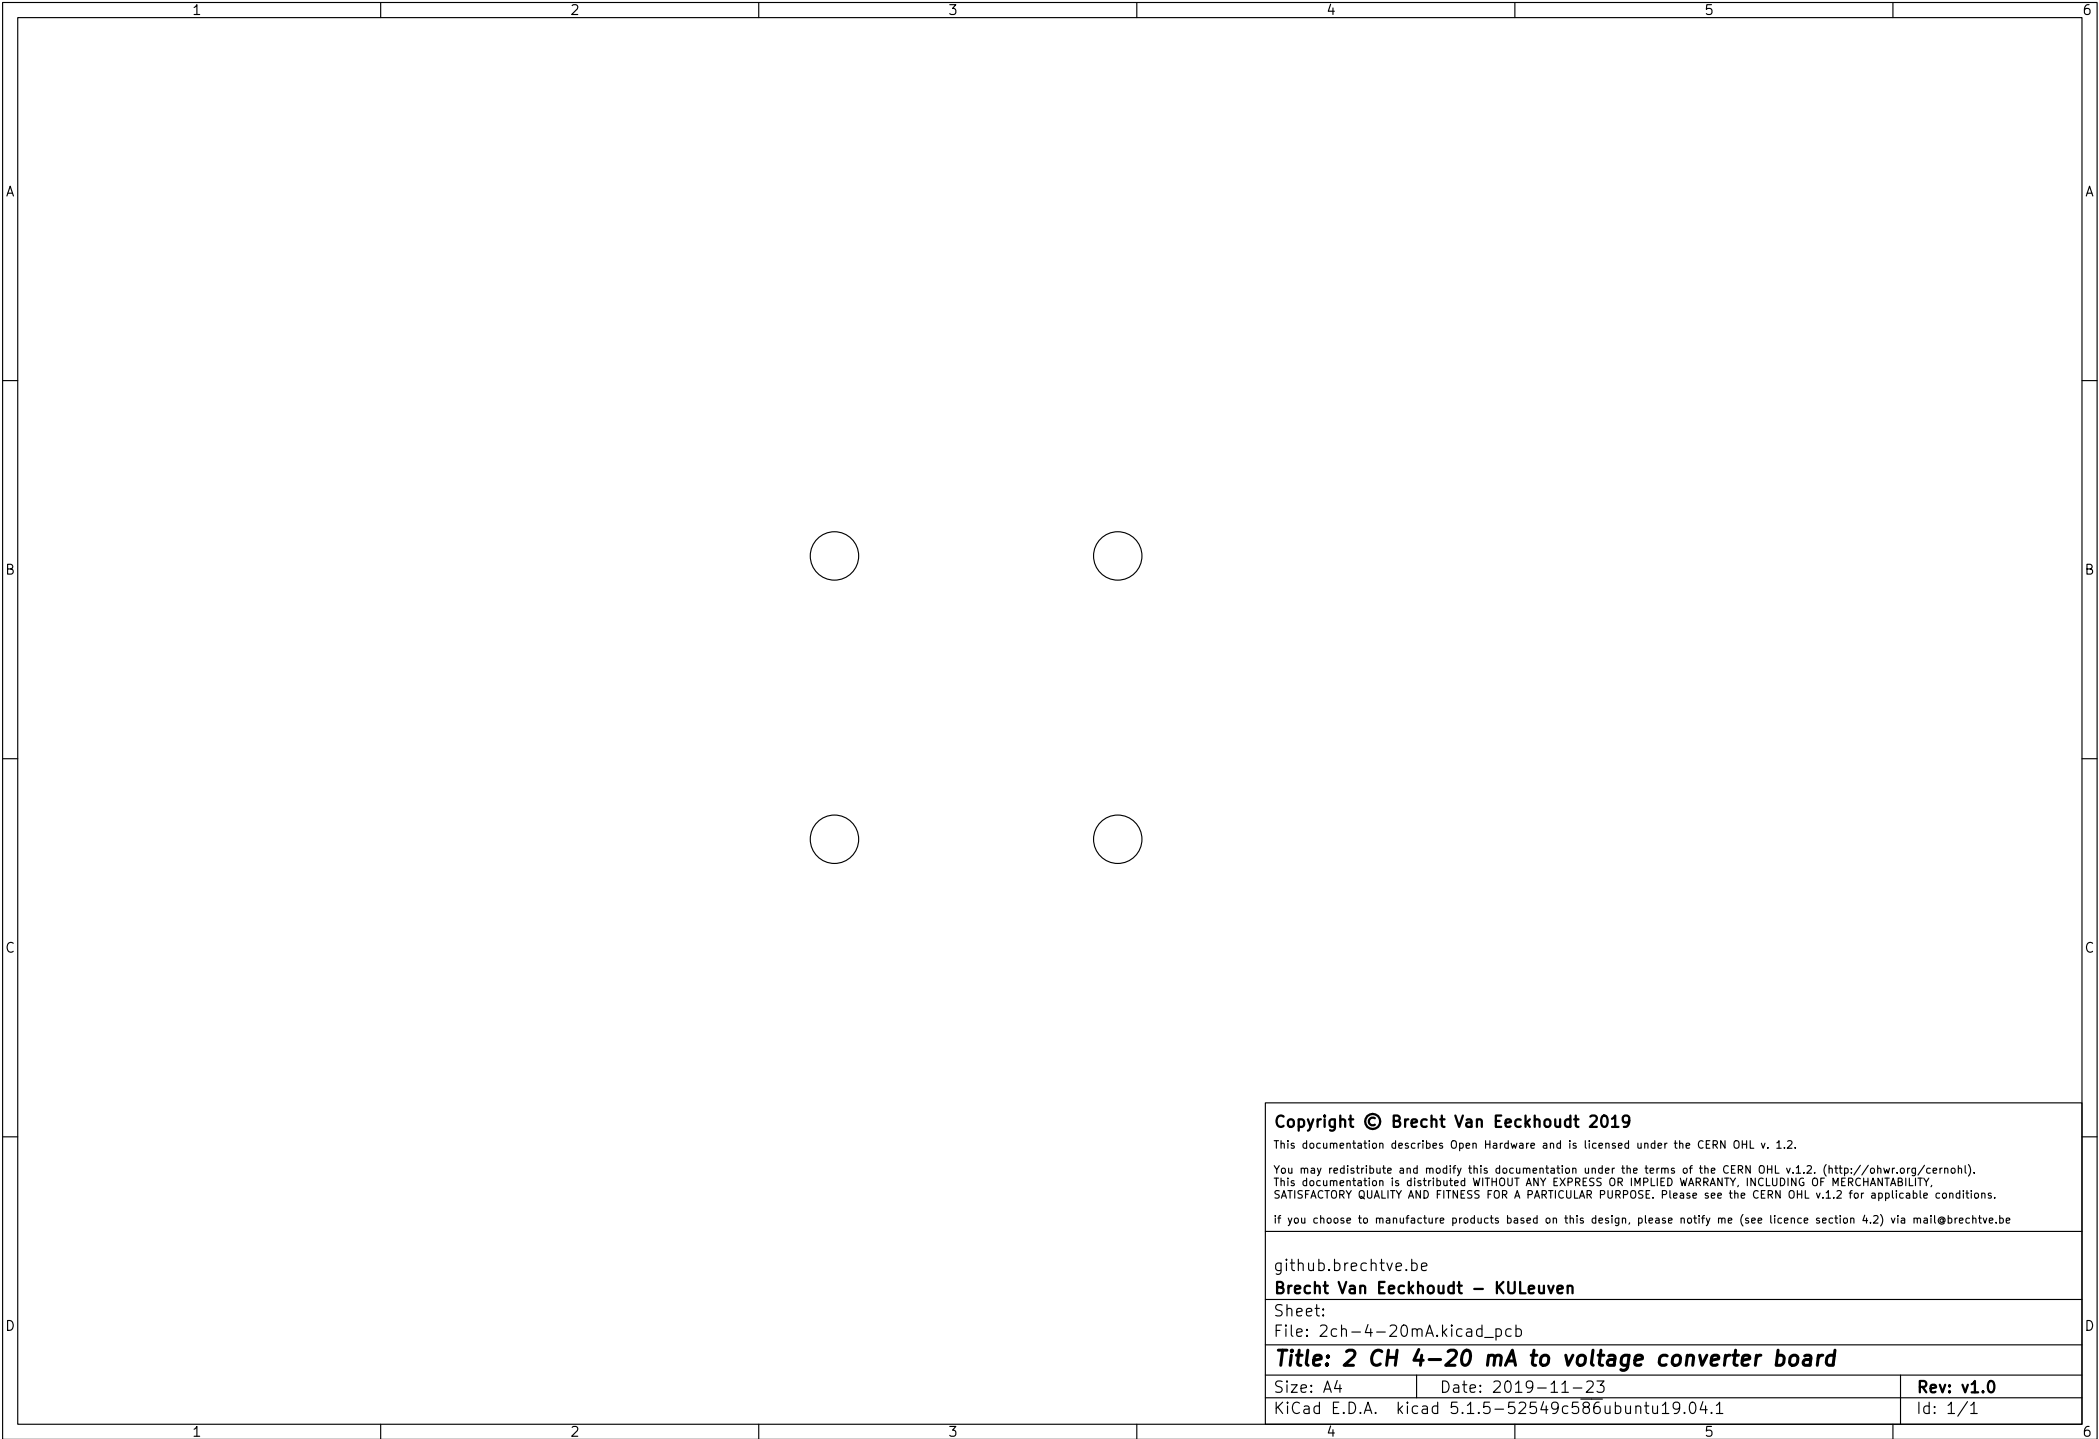 1 2 3 4 5 6
A A
B B
C C
Copyright © Brecht Van Eeckhoudt 2019
This documentation describes Open Hardware and is licensed under the CERN OHL v. 1.2.
You may redistribute and modify this documentation under the terms of the CERN OHL v.1.2. (http://ohwr.org/cernohl).
This documentation is distributed WITHOUT ANY EXPRESS OR IMPLIED WARRANTY, INCLUDING OF MERCHANTABILITY,
SATISFACTORY QUALITY AND FITNESS FOR A PARTICULAR PURPOSE. Please see the CERN OHL v.1.2 for applicable conditions.
if you choose to manufacture products based on this design, please notify me (see licence section 4.2) via mail@brechtve.be
github.brechtve.be
Brecht Van Eeckhoudt – KULeuven
Sheet:
D D
File: 2ch–4–20mA.kicad_pcb
Title: 2 CH 4–20 mA to voltage converter board
Size: A4 Date: 2019–11–23 Rev: v1.0
KiCad E.D.A. kicad 5.1.5–52549c586ubuntu19.04.1 Id: 1/1
1 2 3 4 5 6